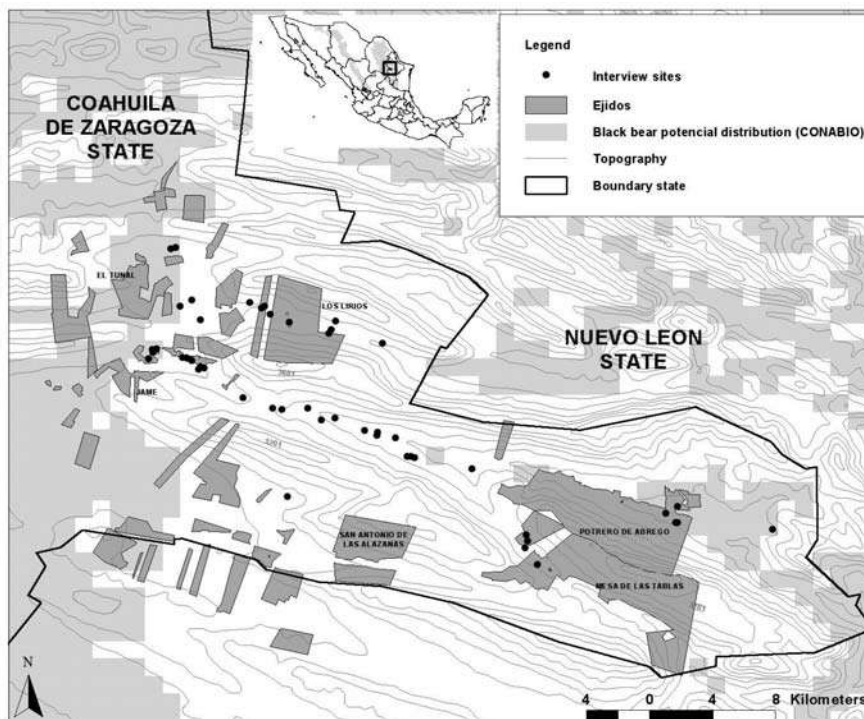 COAHUILA
DE ZARAGOZA
STATE
Legend
Interview sites
Ejidos
Black bear potencial distribution (CONABIO)
Topography
Boundary state
EL TUNAL
LOS LIRIOS
NUEVO LEON
STATE
JAME
SAN ANTONIO DE
LAS ALAZANAS
POTRERO DE ABREGO
MESA DE LAS TABLAS
N
4 0 4 8 Kilometers